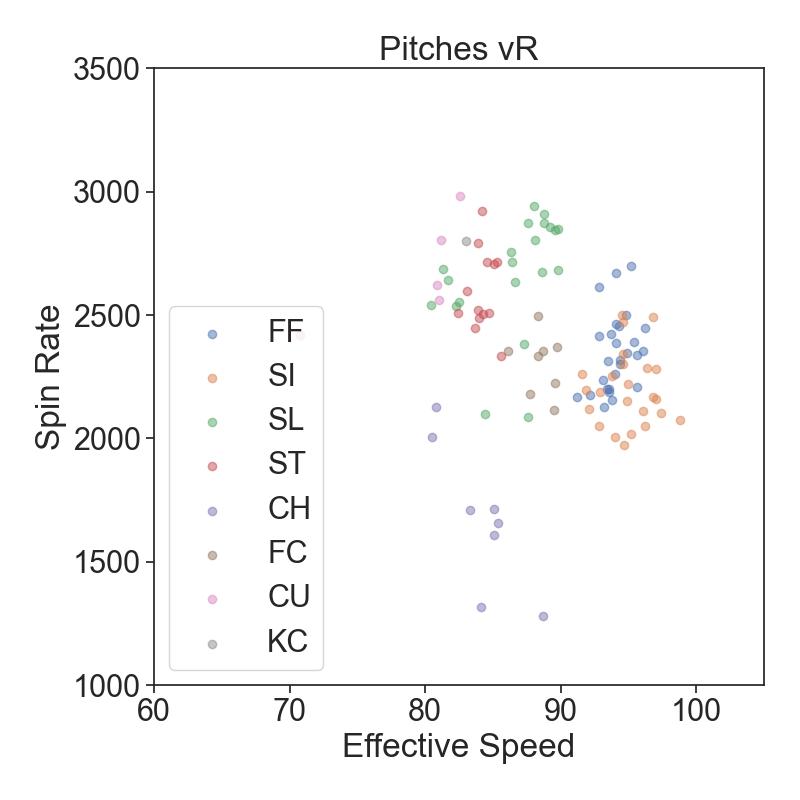 Pitches vR
3500
3000
2500
2000
1500
1000
Spin Rate
FF
SI
SL
ST
CH
FC
CU
KC
60 70 80 90 100
Effective Speed